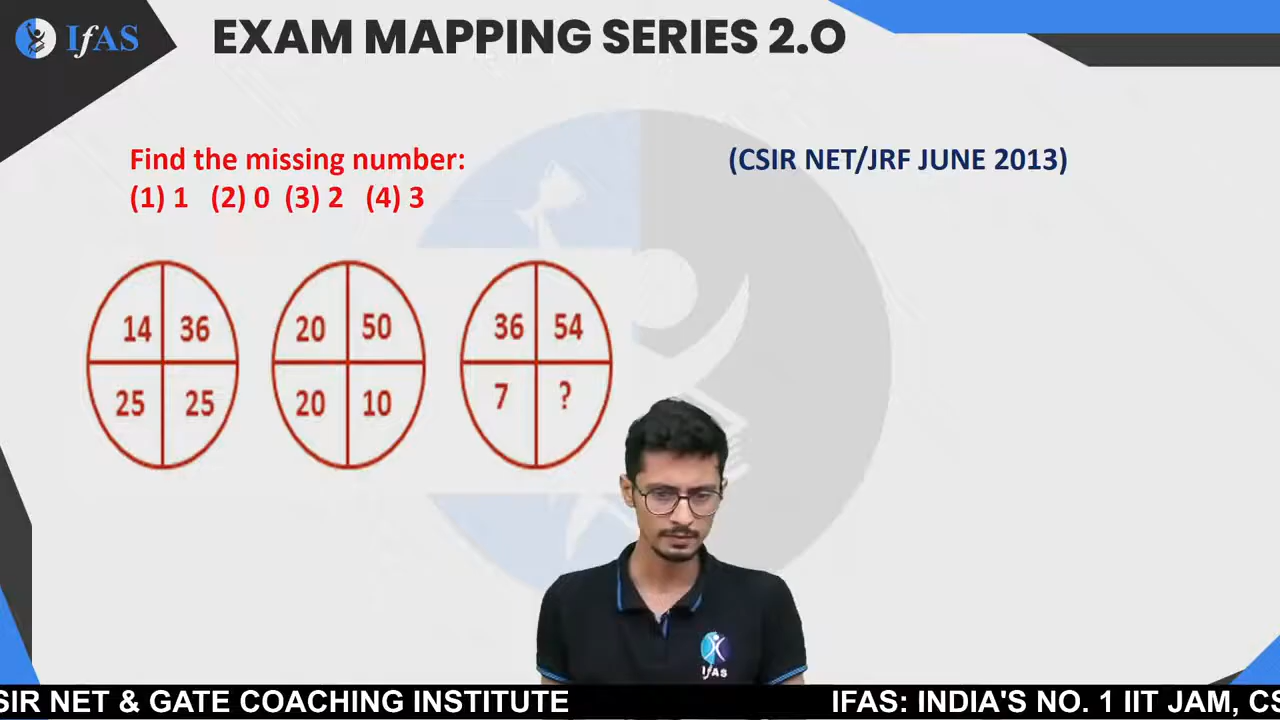 IfAS
EXAM MAPPING SERIES 2.O
Find the missing number:
(CSIR NET/JRF JUNE 2013)
(1) 1 (2) 0 (3) 2 (4) 3
14 36
25 25
20 50
20 10
36 54
7 ?
IfAS
SIR NET & GATE COACHING INSTITUTE
IFAS: INDIA'S NO. 1 IIT JAM, CS